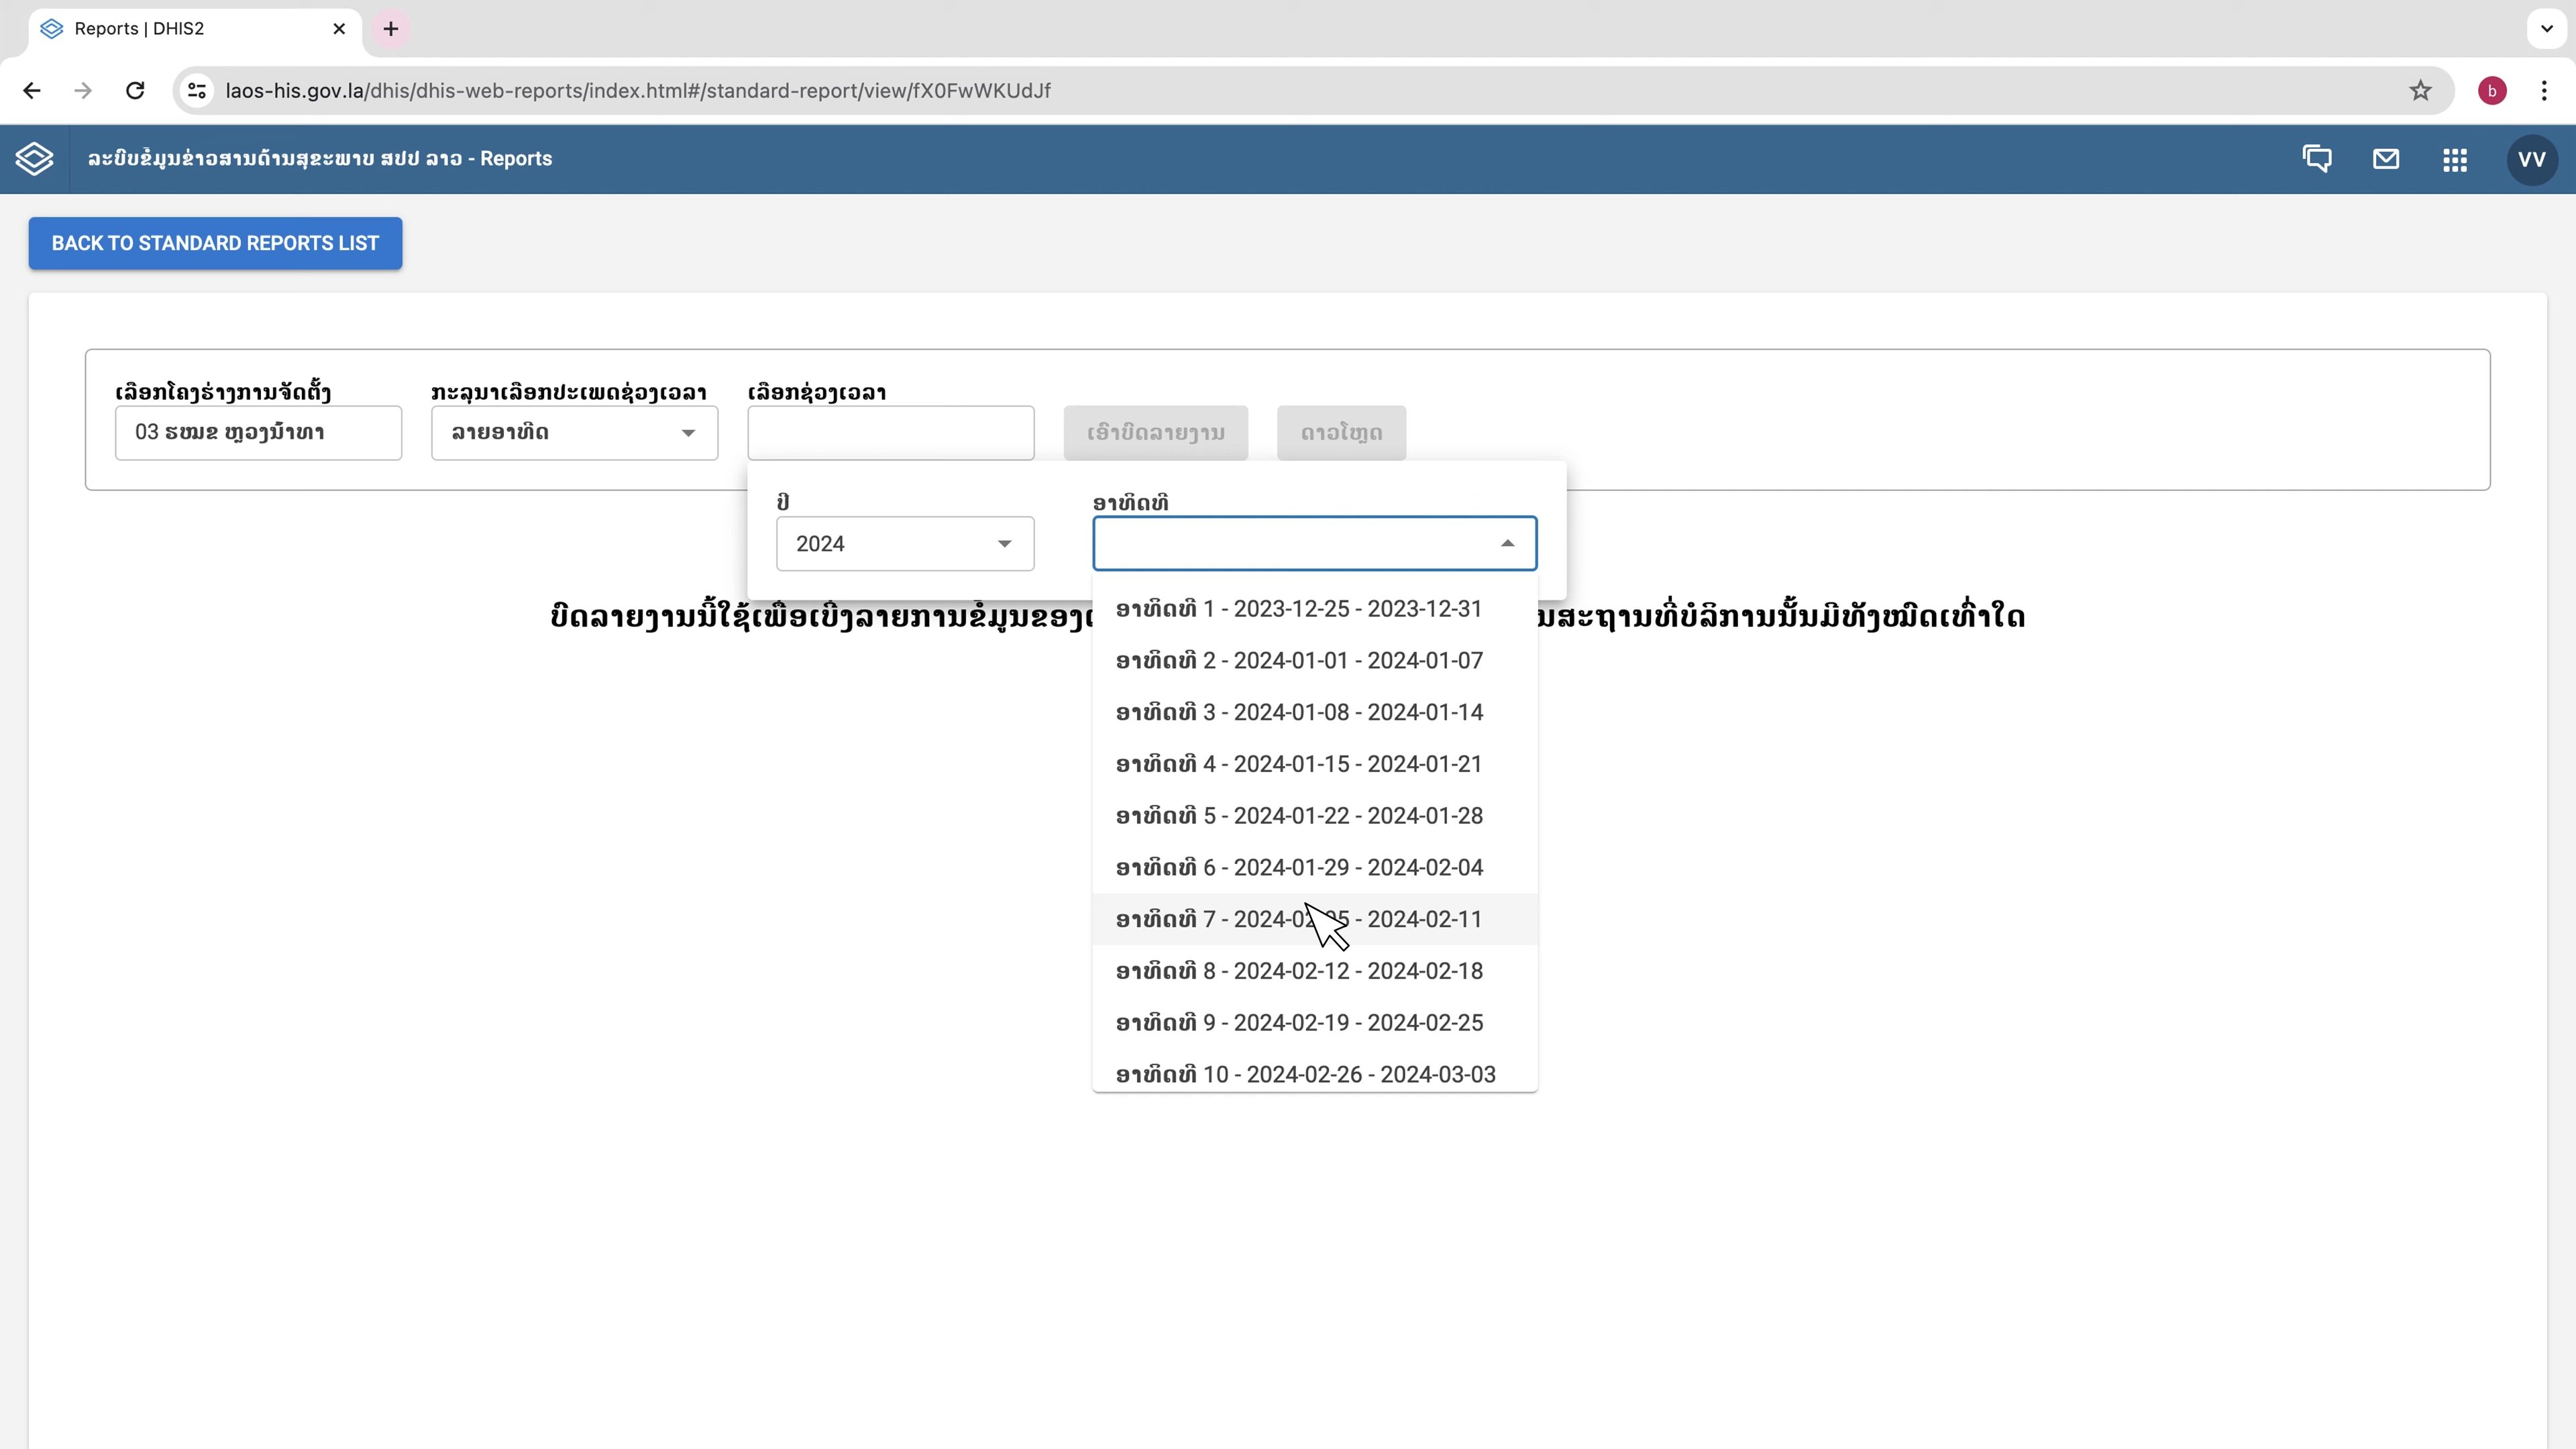 Reports | DHIS2
laos-his.gov.la/dhis/dhis-web-reports/index.html#/standard-report/view/fX0FwWKUdJf
b
ລະບົບຂໍ້ມູນຂ່າວສານດ້ານສຸຂະພາບ ສປປ ລາວ - Reports
VV
BACK TO STANDARD REPORTS LIST
ເລືອກໂຄງຮ່າງການຈັດຕັ້ງ
ກະລຸນາເລືອກປະເພດຊ່ວງເວລາ
ເລືອກຊ່ວງເວລາ
03 ຣໝຂ ຫຼວງນ້ຳທາ
ລາຍອາທິດ
ເອົາບົດລາຍງານ
ດາວໂຫຼດ
ປີ
ອາທິດທີ
2024
ບົດລາຍງານນີ້ໃຊ້ເພື່ອເບິ່ງລາຍການຂໍ້ມູນຂອງ ສະຖານທີ່ບໍລິການນັ້ນມີທັງໝົດເທົ່າໃດ
ອາທິດທີ 1 - 2023-12-25 - 2023-12-31
ອາທິດທີ 2 - 2024-01-01 - 2024-01-07
ອາທິດທີ 3 - 2024-01-08 - 2024-01-14
ອາທິດທີ 4 - 2024-01-15 - 2024-01-21
ອາທິດທີ 5 - 2024-01-22 - 2024-01-28
ອາທິດທີ 6 - 2024-01-29 - 2024-02-04
ອາທິດທີ 7 - 2024-02-05 - 2024-02-11
ອາທິດທີ 8 - 2024-02-12 - 2024-02-18
ອາທິດທີ 9 - 2024-02-19 - 2024-02-25
ອາທິດທີ 10 - 2024-02-26 - 2024-03-03